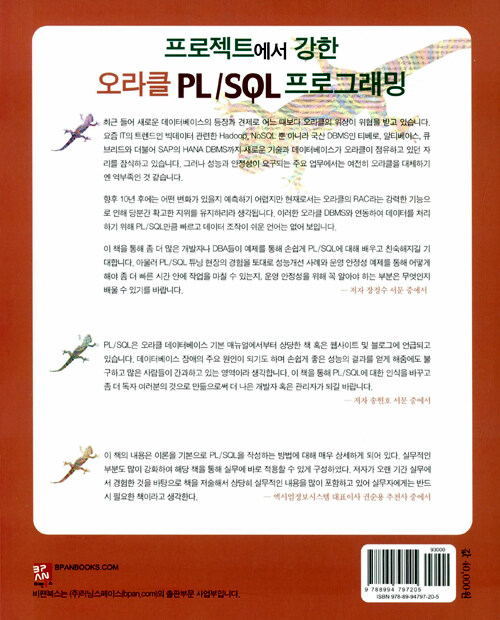 프로젝트에서 강한
오라클 PL/SQL 프로그래밍
최근 들어 새로운 데이터베이스의 등장과 견제로 어느 때보다 오라클의 위상이 위협을 받고 있습니다.
요즘 IT의 트렌드인 빅데이터 관련한 Hadoop, NoSQL 뿐 아니라 국산 DBMS인 티베로, 알티베이스, 큐
브리드와 더불어 SAP의 HANA DBMS까지 새로운 기술과 데이터베이스가 오라클이 점유하고 있던 자
리를 잠식하고 있습니다. 그러나 성능과 안정성이 요구되는 주요 업무에서는 여전히 오라클을 대체하기
엔 역부족인 것 같습니다.
향후 10년 후에는 어떤 변화가 있을지 예측하기 어렵지만 현재로서는 오라클의 RAC라는 강력한 기능으
로 인해 당분간 확고한 지위를 유지하리라 생각됩니다. 이러한 오라클 DBMS와 연동하여 데이터를 처리
하기 위해 PL/SQL만큼 빠르고 데이터 조작이 쉬운 언어는 없어 보입니다.
이 책을 통해 좀 더 많은 개발자나 DBA들이 예제를 통해 손쉽게 PL/SQL에 대해 배우고 친숙해지길 기
대합니다. 아울러 PL/SQL 튜닝 현장의 경험을 토대로 성능개선 사례와 운영 안정성 예제를 통해 어떻게
해야 좀 더 빠른 시간 안에 작업을 마칠 수 있는지, 운영 안정성을 위해 꼭 알아야 하는 부분은 무엇인지
배울 수 있기를 바랍니다.
― 저자 장경수 서문 중에서
PL/SQL은 오라클 데이터베이스 기본 매뉴얼에서부터 상당한 책 혹은 웹사이트 및 블로그에 언급되고
있습니다. 데이터베이스 장애의 주요 원인이 되기도 하며 손쉽게 좋은 성능의 결과를 얻게 해줌에도 불
구하고 많은 사람들이 간과하고 있는 영역이라 생각합니다. 이 책을 통해 PL/SQL에 대한 인식을 바꾸고
좀 더 독자 여러분의 것으로 만듦으로써 더 나은 개발자 혹은 관리자가 되길 바랍니다.
― 저자 송현호 서문 중에서
이 책의 내용은 이론을 기본으로 PL/SQL을 작성하는 방법에 대해 매우 상세하게 되어 있다. 실무적인
부분도 많이 강화하여 해당 책을 통해 실무에 바로 적용할 수 있게 구성하였다. 저자가 오랜 기간 실무에
서 경험한 것을 바탕으로 책을 저술해서 상당히 실무적인 내용을 많이 포함하고 있어 실무자에게는 반드
시 필요한 책이라고 생각한다.
― 엑서엄정보시스템 대표이사 권순용 추천사 중에서
BPAN
BPANBOOKS.COM
비팬북스는 (주)러닝스페이스(bpan.com)의 출판부문 사업부입니다.
93000
9 788994 797205
ISBN 978-89-94797-20-5
값 40,000원